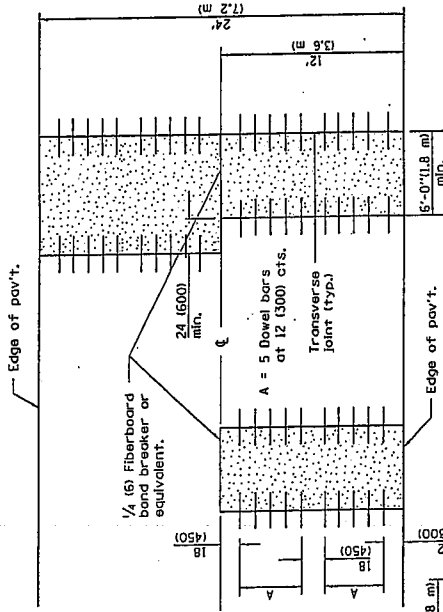 Edge of pav't.
24'
(7.2 m)
12'
(3.6 m)
1/4 (6) Fiberboard
bond breaker or
equivalent.
24 (600)
min.
℄
A = 5 Dowel bars
at 12 (300) cts.
Transverse
joint (typ.)
6'-0"(1.8 m)
min.
Edge of pav't.
18
(450)
18
(450)
A
A
8 m)